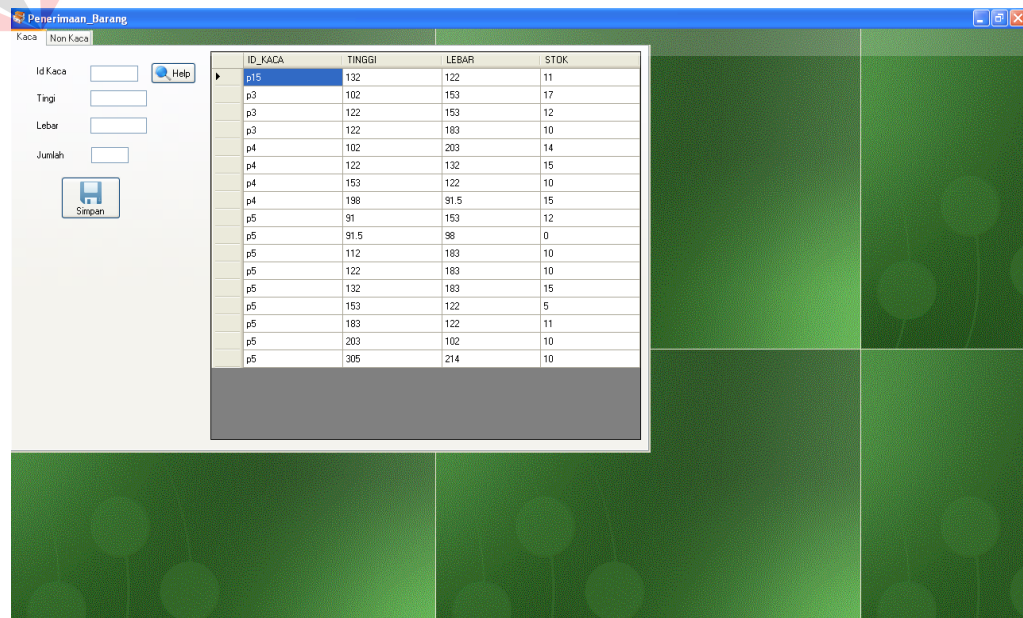 Penerimaan_Barang
Kaca Non Kaca
Id Kaca Help
Tingi
Lebar
Jumlah
Simpan
ID_KACA TINGGI LEBAR STOK
p15 132 122 11
p3 102 153 17
p3 122 153 12
p3 122 183 10
p4 102 203 14
p4 122 132 15
p4 153 122 10
p4 198 91.5 15
p5 91 153 12
p5 91.5 98 0
p5 112 183 10
p5 122 183 10
p5 132 183 15
p5 153 122 5
p5 183 122 11
p5 203 102 10
p5 305 214 10